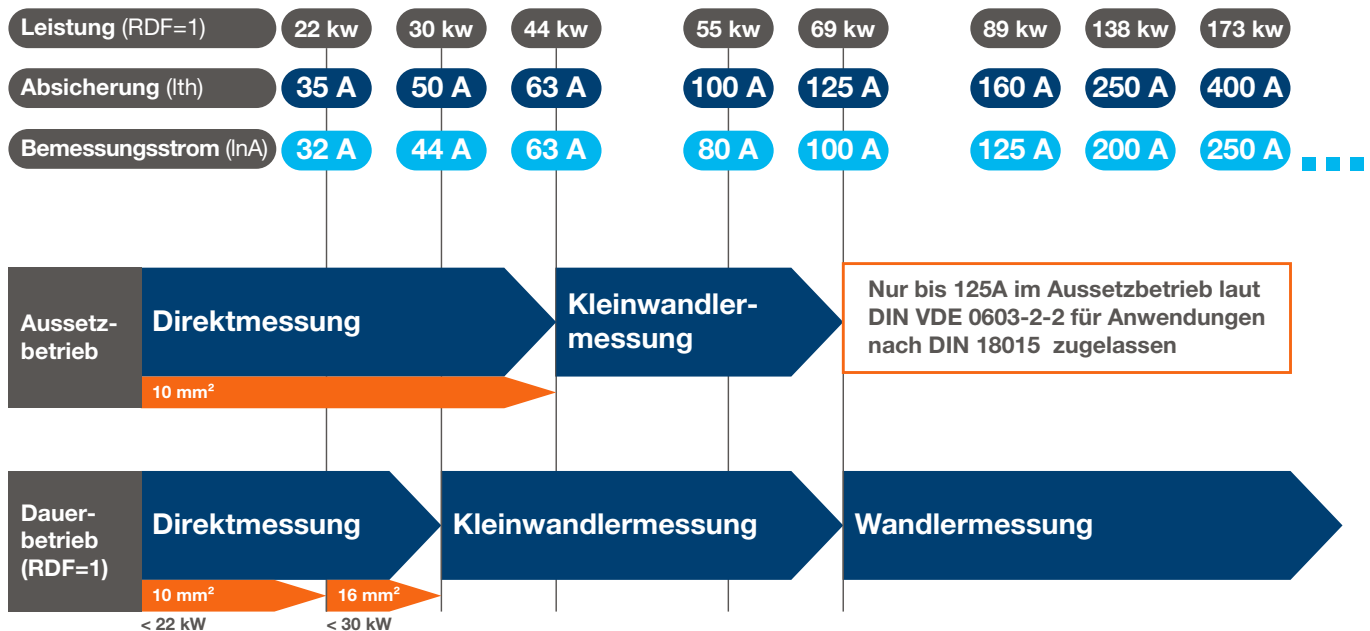 Leistung (RDF=1) 22 kw 30 kw 44 kw 55 kw 69 kw 89 kw 138 kw 173 kw
Absicherung (Ith) 35 A 50 A 63 A 100 A 125 A 160 A 250 A 400 A
Bemessungsstrom (InA) 32 A 44 A 63 A 80 A 100 A 125 A 200 A 250 A
Aussetz-
betrieb
Direktmessung
Kleinwandler-
messung
Nur bis 125A im Aussetzbetrieb laut
DIN VDE 0603-2-2 für Anwendungen
nach DIN 18015 zugelassen
10 mm²
Dauer-
betrieb
(RDF=1)
Direktmessung
Kleinwandlermessung
Wandlermessung
10 mm² 16 mm²
< 22 kW < 30 kW